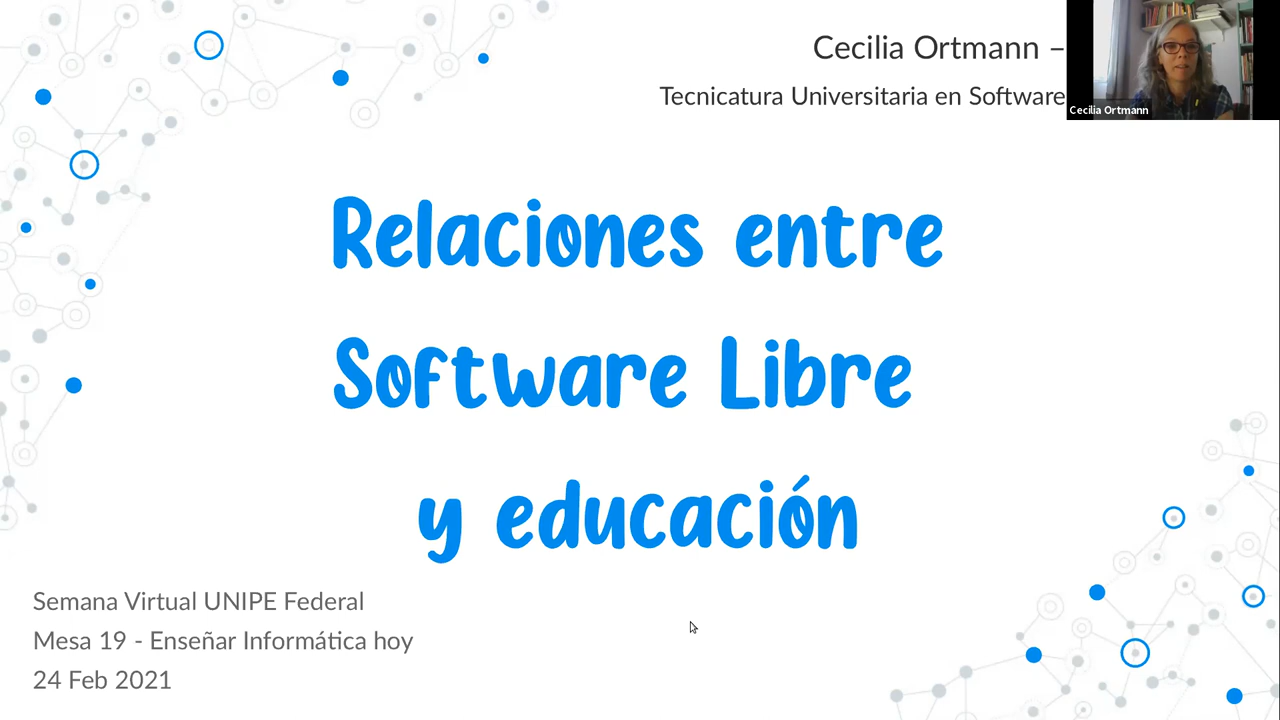 Cecilia Ortmann –
Tecnicatura Universitaria en Software
Cecilia Ortmann
Relaciones entre
Software Libre
y educación
Semana Virtual UNIPE Federal
Mesa 19 - Enseñar Informática hoy
24 Feb 2021